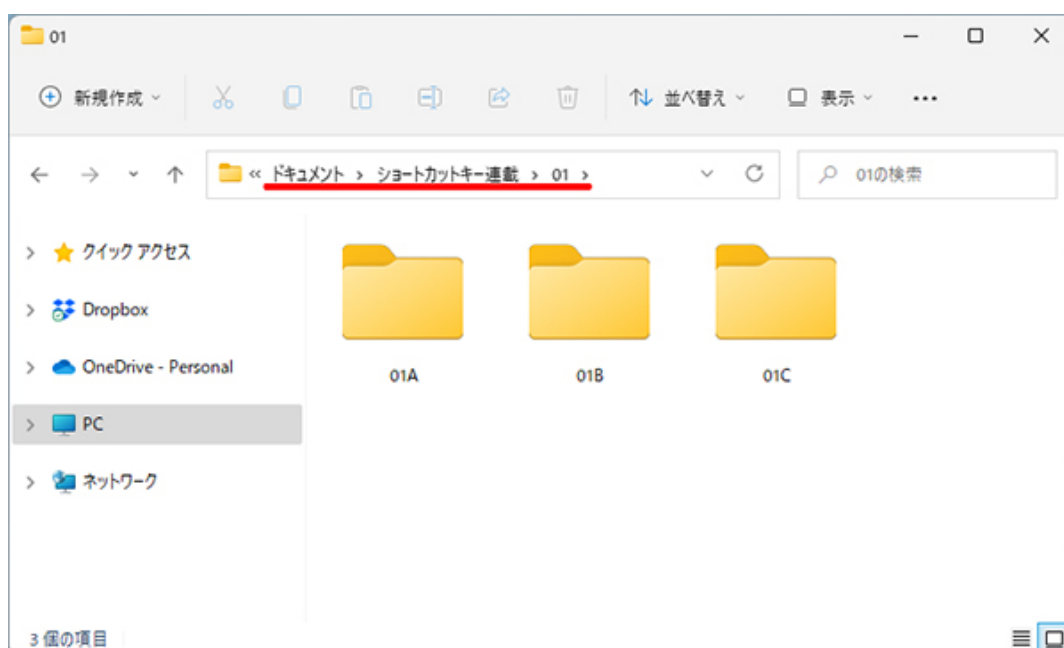 01
新規作成
並べ替え
表示
« ドキュメント › ショートカットキー連載 › 01 ›
01の検索
クイック アクセス
Dropbox
OneDrive - Personal
PC
ネットワーク
01A
01B
01C
3 個の項目